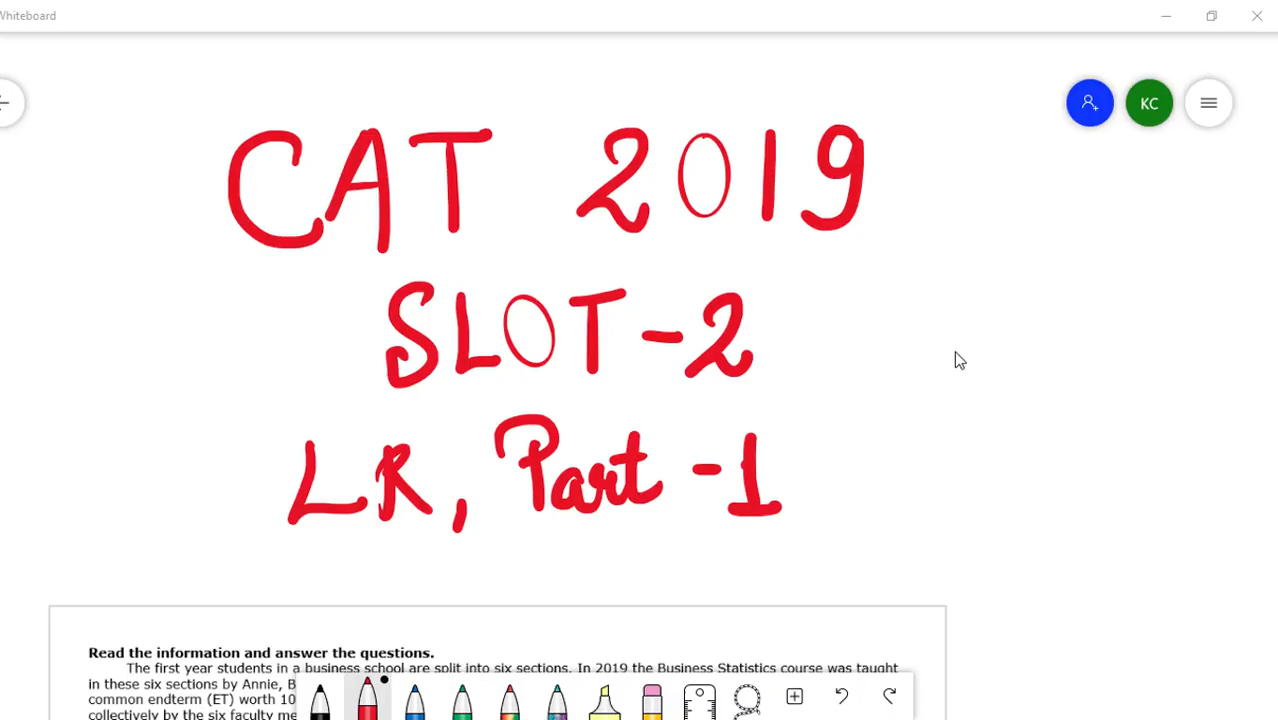 Whiteboard
KC
CAT 2019
SLOT-2
LR, Part-1
Read the information and answer the questions.
The first year students in a business school are split into six sections. In 2019 the Business Statistics course was taught
in these six sections by Annie, B
common endterm (ET) worth 10
collectively by the six faculty me